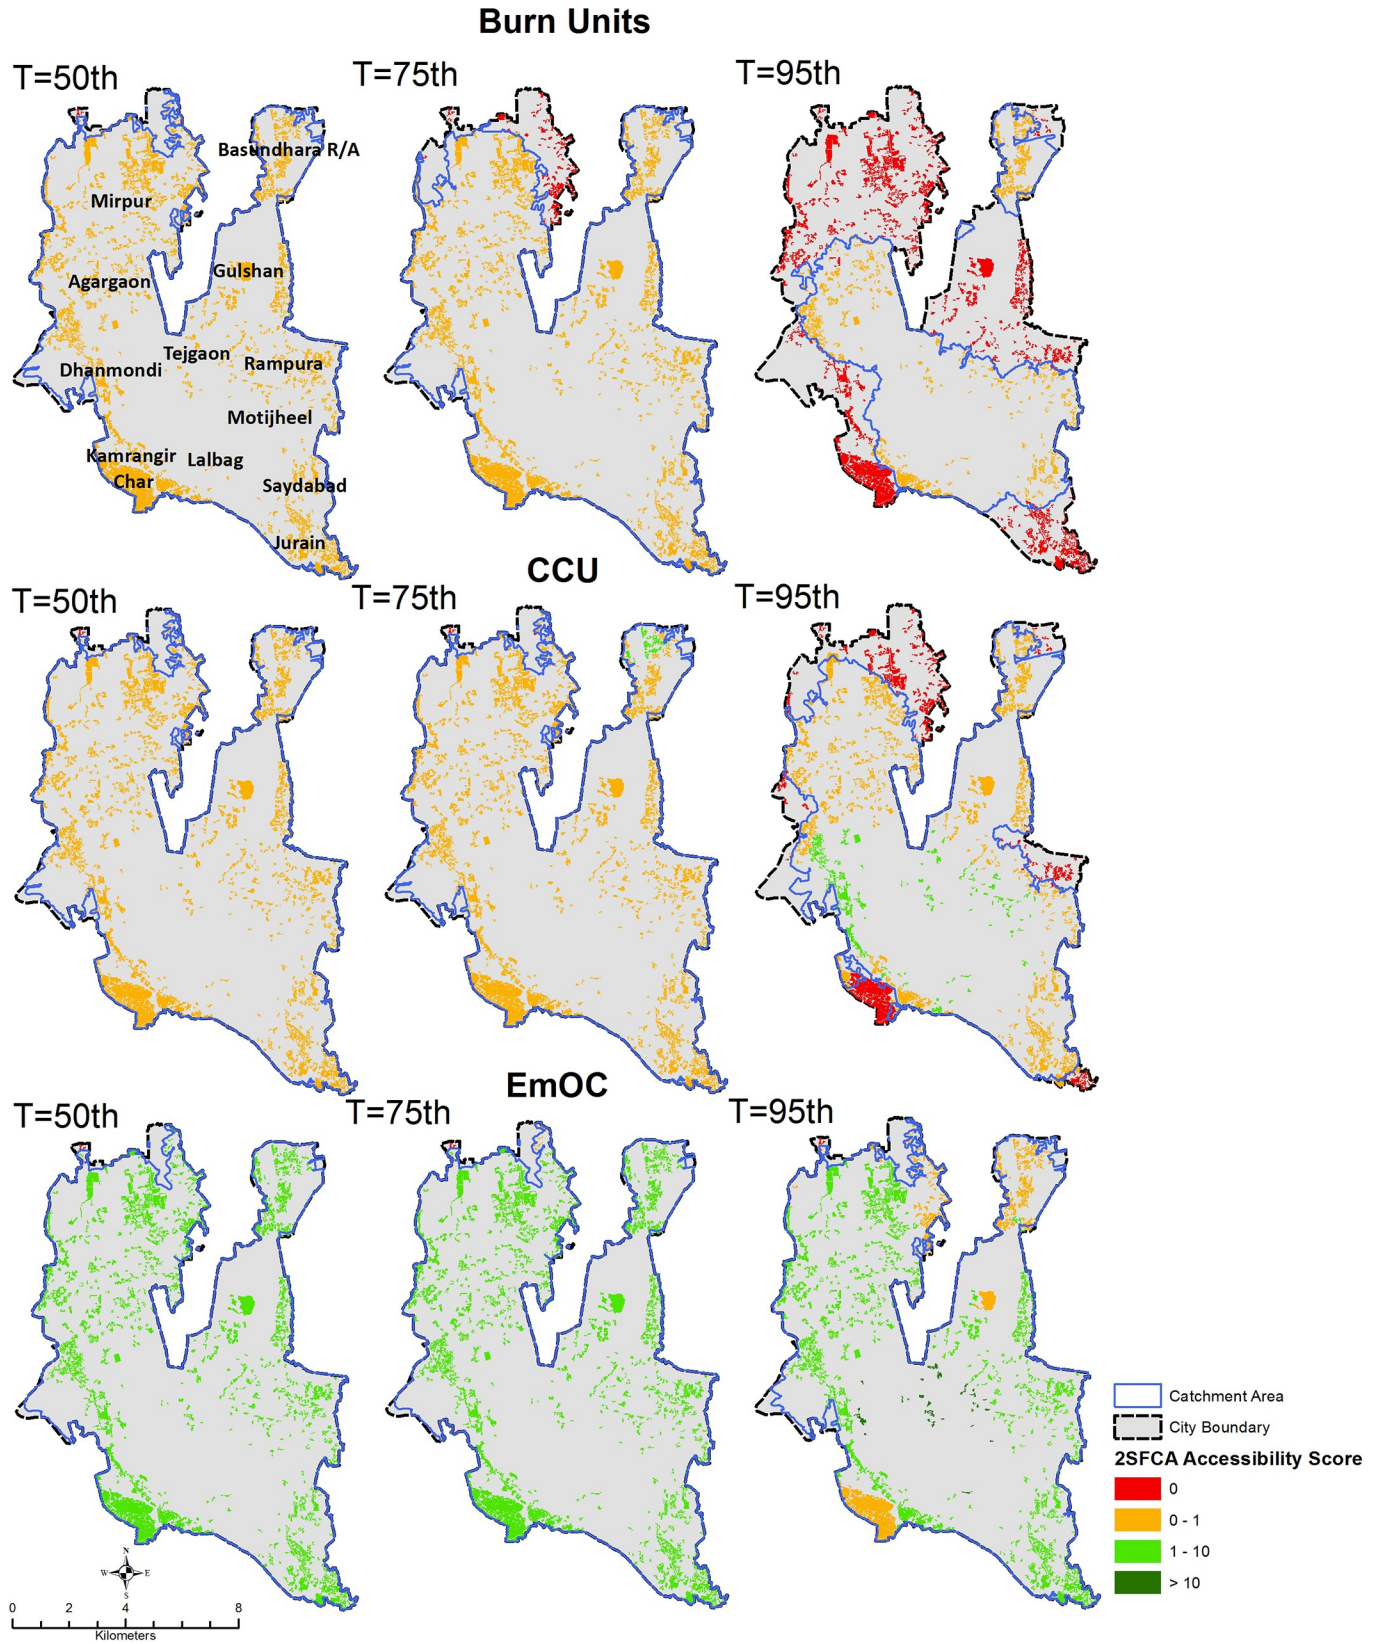 Burn Units
T=50th
T=75th
T=95th
Basundhara R/A
Mirpur
Gulshan
Agargaon
Tejgaon
Rampura
Dhanmondi
Motijheel
Kamrangir
Char
Lalbag
Saydabad
Jurain
CCU
T=50th
T=75th
T=95th
EmOC
T=50th
T=75th
T=95th
Catchment Area
City Boundary
2SFCA Accessibility Score
0
0 - 1
1 - 10
> 10
N
W E
S
0 2 4 8
Kilometers